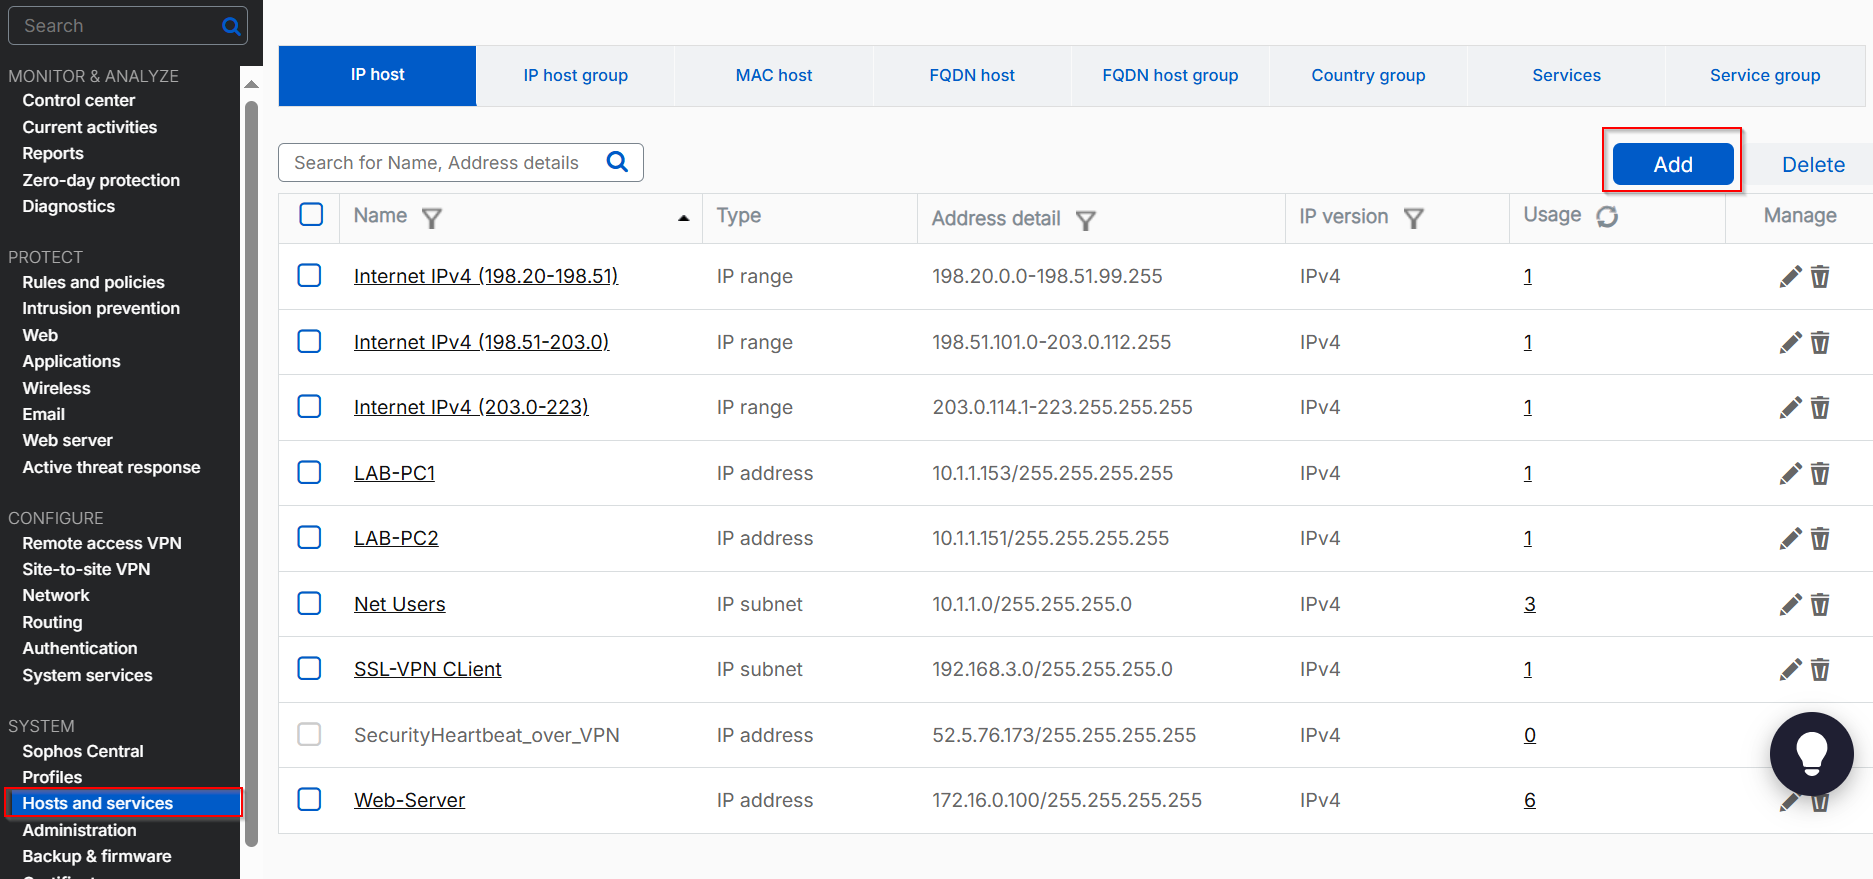 Search
MONITOR & ANALYZE
Control center
Current activities
Reports
Zero-day protection
Diagnostics
PROTECT
Rules and policies
Intrusion prevention
Web
Applications
Wireless
Email
Web server
Active threat response
CONFIGURE
Remote access VPN
Site-to-site VPN
Network
Routing
Authentication
System services
SYSTEM
Sophos Central
Profiles
Hosts and services
Administration
Backup & firmware
IP host IP host group MAC host FQDN host FQDN host group Country group Services Service group
Search for Name, Address details Add Delete
Name Type Address detail IP version Usage Manage
Internet IPv4 (198.20-198.51) IP range 198.20.0.0-198.51.99.255 IPv4 1
Internet IPv4 (198.51-203.0) IP range 198.51.101.0-203.0.112.255 IPv4 1
Internet IPv4 (203.0-223) IP range 203.0.114.1-223.255.255.255 IPv4 1
LAB-PC1 IP address 10.1.1.153/255.255.255.255 IPv4 1
LAB-PC2 IP address 10.1.1.151/255.255.255.255 IPv4 1
Net Users IP subnet 10.1.1.0/255.255.255.0 IPv4 3
SSL-VPN CLient IP subnet 192.168.3.0/255.255.255.0 IPv4 1
SecurityHeartbeat_over_VPN IP address 52.5.76.173/255.255.255.255 IPv4 0
Web-Server IP address 172.16.0.100/255.255.255.255 IPv4 6